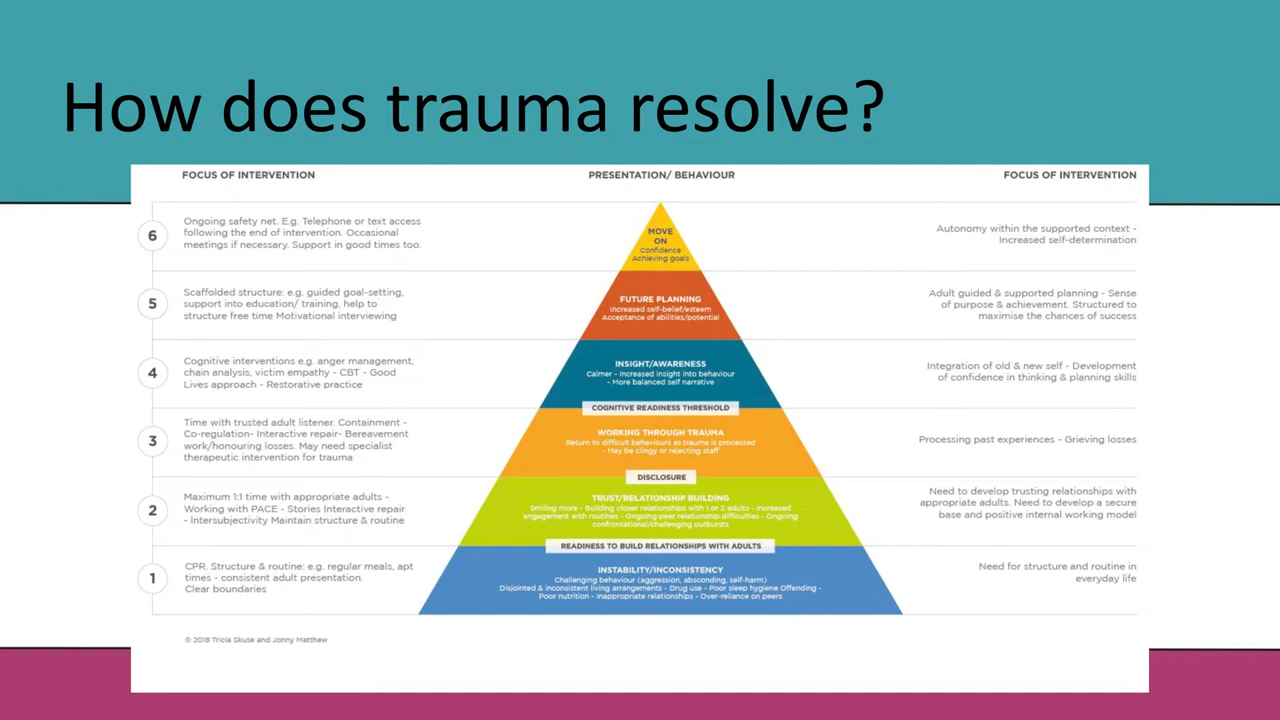 How does trauma resolve?
FOCUS OF INTERVENTION
PRESENTATION/ BEHAVIOUR
FOCUS OF INTERVENTION
6
Ongoing safety net. E.g. Telephone or text access
following the end of intervention. Occasional
meetings if necessary. Support in good times too.
MOVE
ON
Confidence
Achieving goals
Autonomy within the supported context -
Increased self-determination
5
Scaffolded structure: e.g. guided goal-setting,
support into education/ training, help to
structure free time Motivational interviewing
FUTURE PLANNING
Increased self-belief/esteem
Acceptance of abilities/potential
Adult guided & supported planning - Sense
of purpose & achievement. Structured to
maximise the chances of success
4
Cognitive interventions e.g. anger management,
chain analysis, victim empathy - CBT - Good
Lives approach - Restorative practice
INSIGHT/AWARENESS
Calmer - Increased insight into behaviour
- More balanced self narrative
Integration of old & new self - Development
of confidence in thinking & planning skills
COGNITIVE READINESS THRESHOLD
3
Time with trusted adult listener. Containment -
Co-regulation- Interactive repair- Bereavement
work/honouring losses. May need specialist
therapeutic intervention for trauma
WORKING THROUGH TRAUMA
Return to difficult behaviours as trauma is processed
- May be clingy or rejecting staff
Processing past experiences - Grieving losses
DISCLOSURE
2
Maximum 1:1 time with appropriate adults -
Working with PACE - Stories Interactive repair
- Intersubjectivity Maintain structure & routine
TRUST/RELATIONSHIP BUILDING
Smiling more - Building closer relationships with 1 or 2 adults - Increased
engagement with routines - Ongoing peer relationship difficulties - Ongoing
confrontational/challenging outbursts
Need to develop trusting relationships with
appropriate adults. Need to develop a secure
base and positive internal working model
READINESS TO BUILD RELATIONSHIPS WITH ADULTS
1
CPR. Structure & routine: e.g. regular meals, apt
times - consistent adult presentation.
Clear boundaries
INSTABILITY/INCONSISTENCY
Challenging behaviour (aggression, absconding, self-harm)
Disjointed & inconsistent living arrangements - Drug use - Poor sleep hygiene Offending -
Poor nutrition - Inappropriate relationships - Over-reliance on peers
Need for structure and routine in
everyday life
© 2016 Tricia Skuse and Jonny Matthew